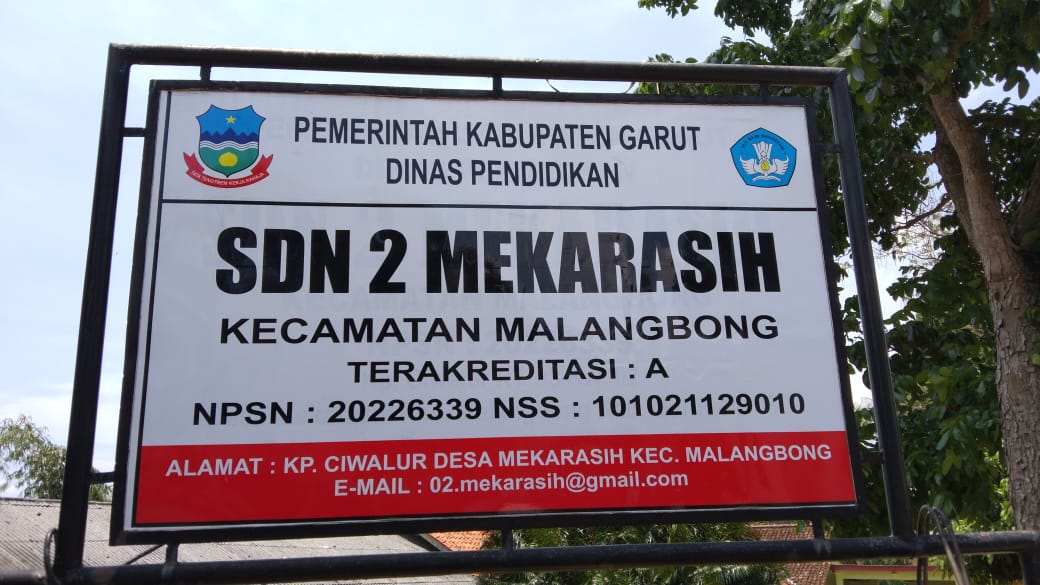 PEMERINTAH KABUPATEN GARUT
DINAS PENDIDIKAN
SDN 2 MEKARASIH
KECAMATAN MALANGBONG
TERAKREDITASI : A
NPSN : 20226339 NSS : 101021129010
ALAMAT : KP. CIWALUR DESA MEKARASIH KEC. MALANGBONG
E-MAIL : 02.mekarasih@gmail.com